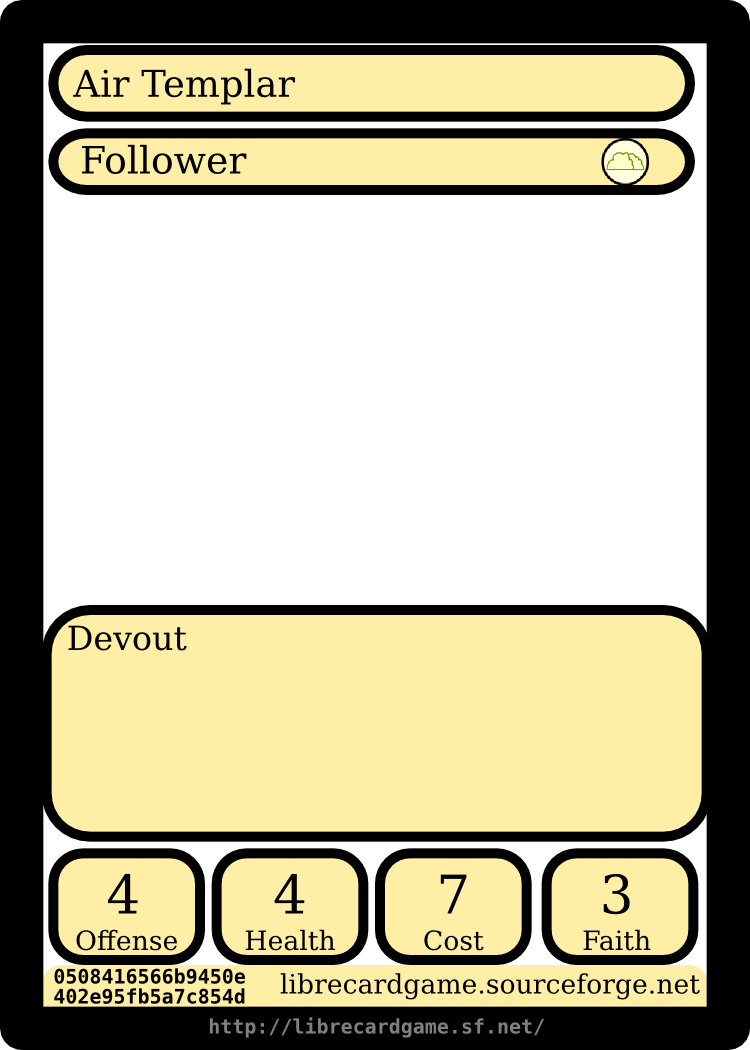 Air Templar
Follower
Devout
4
Offense
4
Health
7
Cost
3
Faith
0508416566b9450e
402e95fb5a7c854d
librecardgame.sourceforge.net
http://librecardgame.sf.net/